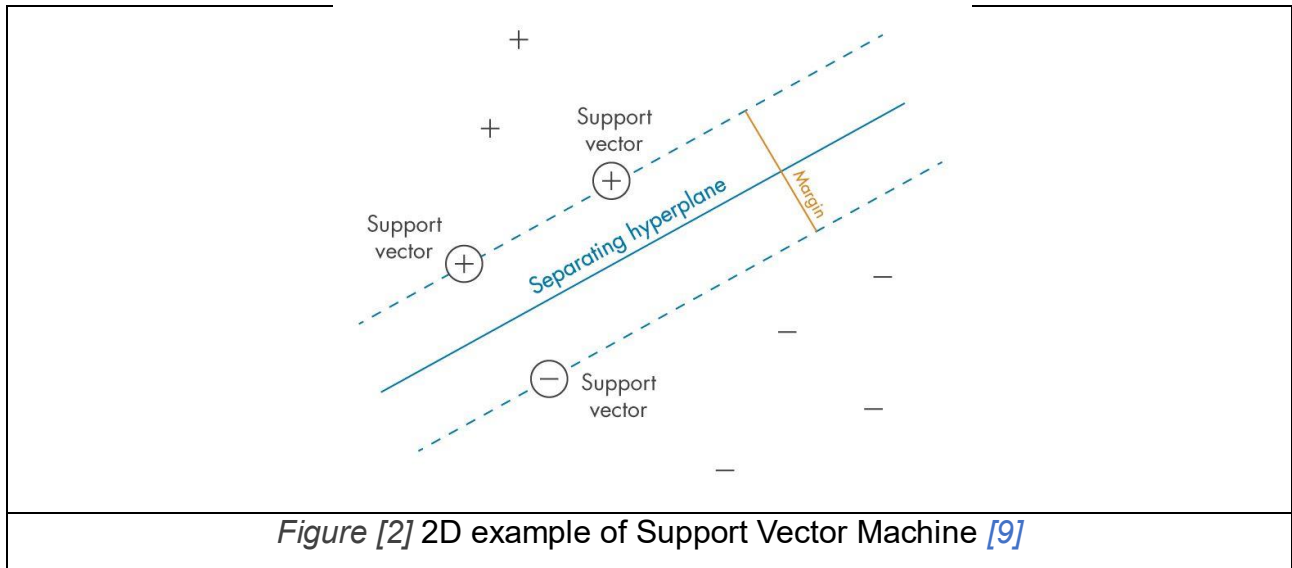 Support
vector
Support
vector
Separating hyperplane
Margin
Support
vector
Figure [2] 2D example of Support Vector Machine [9]